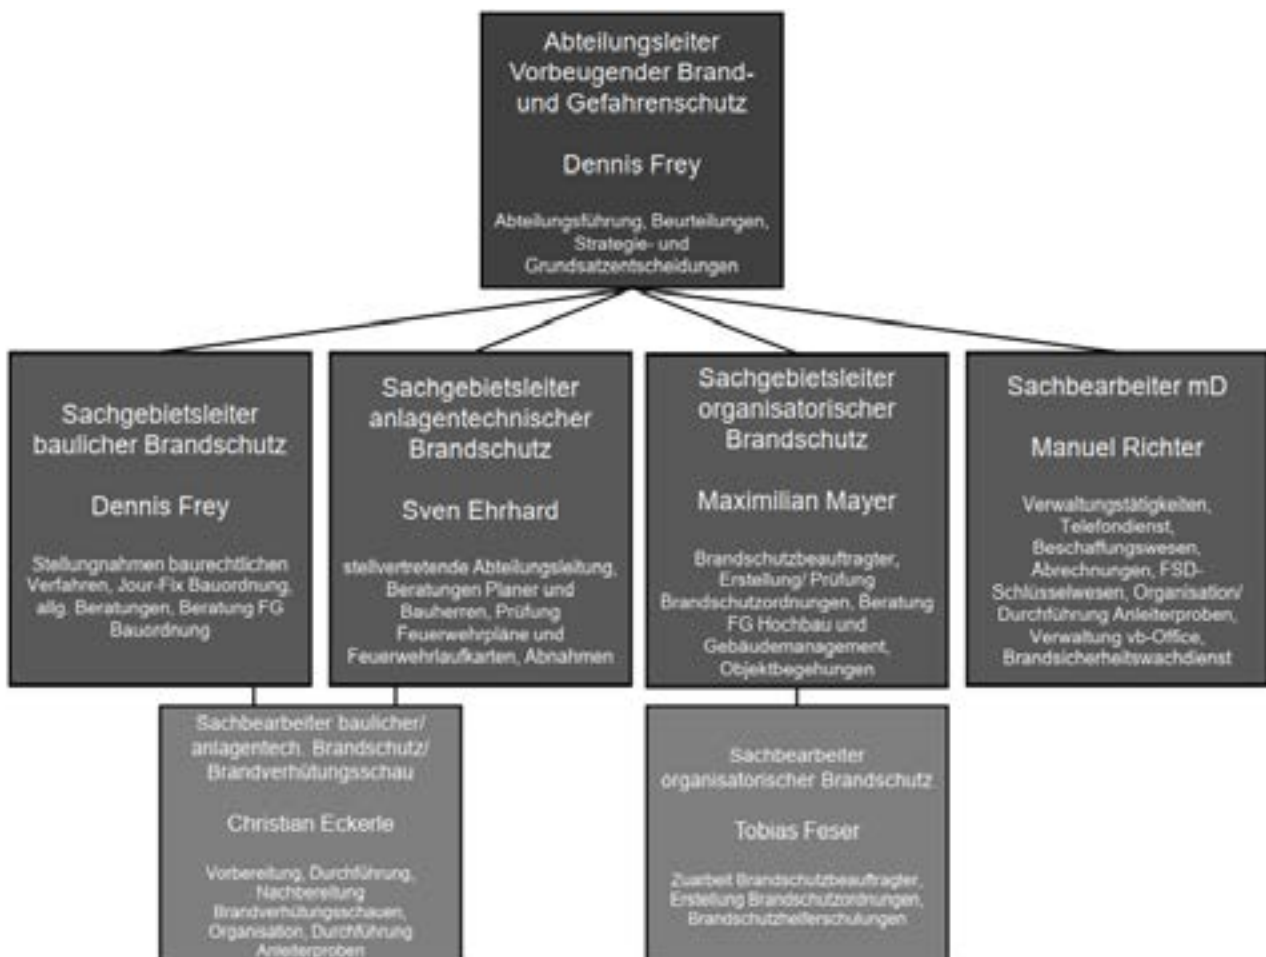 Abteilungsleiter
Vorbeugender Brand-
und Gefahrenschutz
Dennis Frey
Abteilungsführung, Beurteilungen,
Strategie- und
Grundsatzentscheidungen
Sachgebietsleiter
baulicher Brandschutz
Dennis Frey
Stellungnahmen baurechtlichen
Verfahren, Jour-Fix Bauordnung,
allg. Beratungen, Beratung FG
Bauordnung
Sachgebietsleiter
anlagentechnischer
Brandschutz
Sven Ehrhard
stellvertretende Abteilungsleitung,
Beratungen Planer und
Bauherren, Prüfung
Feuerwehrpläne und
Feuerwehrlaufkarten, Abnahmen
Sachgebietsleiter
organisatorischer
Brandschutz
Maximilian Mayer
Brandschutzbeauftragter,
Erstellung/ Prüfung
Brandschutzordnungen, Beratung
FG Hochbau und
Gebäudemanagement,
Objektbegehungen
Sachbearbeiter mD
Manuel Richter
Verwaltungstätigkeiten,
Telefondienst,
Beschaffungswesen,
Abrechnungen, FSD-
Schlüsselwesen, Organisation/
Durchführung Anleiterproben,
Verwaltung vb-Office,
Brandsicherheitswachdienst
Sachbearbeiter baulicher/
anlagentech. Brandschutz/
Brandverhütungsschau
Christian Eckerle
Vorbereitung, Durchführung,
Nachbereitung
Brandverhütungsschauen,
Organisation, Durchführung
Anleiterproben
Sachbearbeiter
organisatorischer Brandschutz
Tobias Feser
Zuarbeit Brandschutzbeauftragter,
Erstellung Brandschutzordnungen,
Brandschutzhelferschulungen